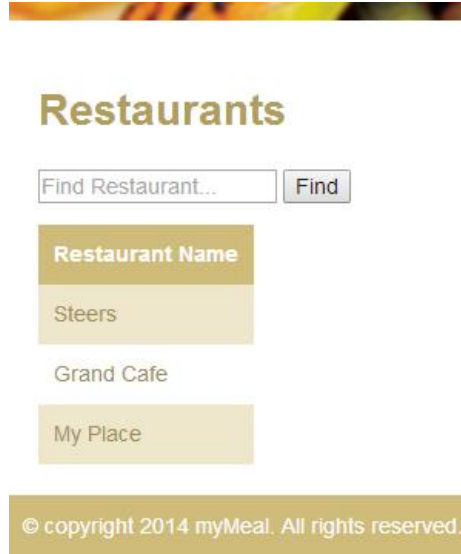 Restaurants
Find Restaurant... Find
Restaurant Name
Steers
Grand Cafe
My Place
© copyright 2014 myMeal. All rights reserved.